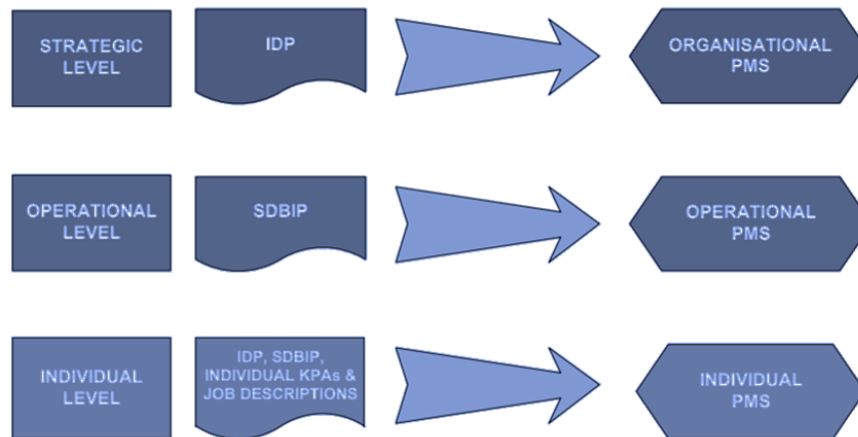 STRATEGIC
LEVEL
IDP
ORGANISATIONAL
PMS
OPERATIONAL
LEVEL
SDBIP
OPERATIONAL
PMS
INDIVIDUAL
LEVEL
IDP, SDBIP,
INDIVIDUAL KPAs &
JOB DESCRIPTIONS
INDIVIDUAL
PMS